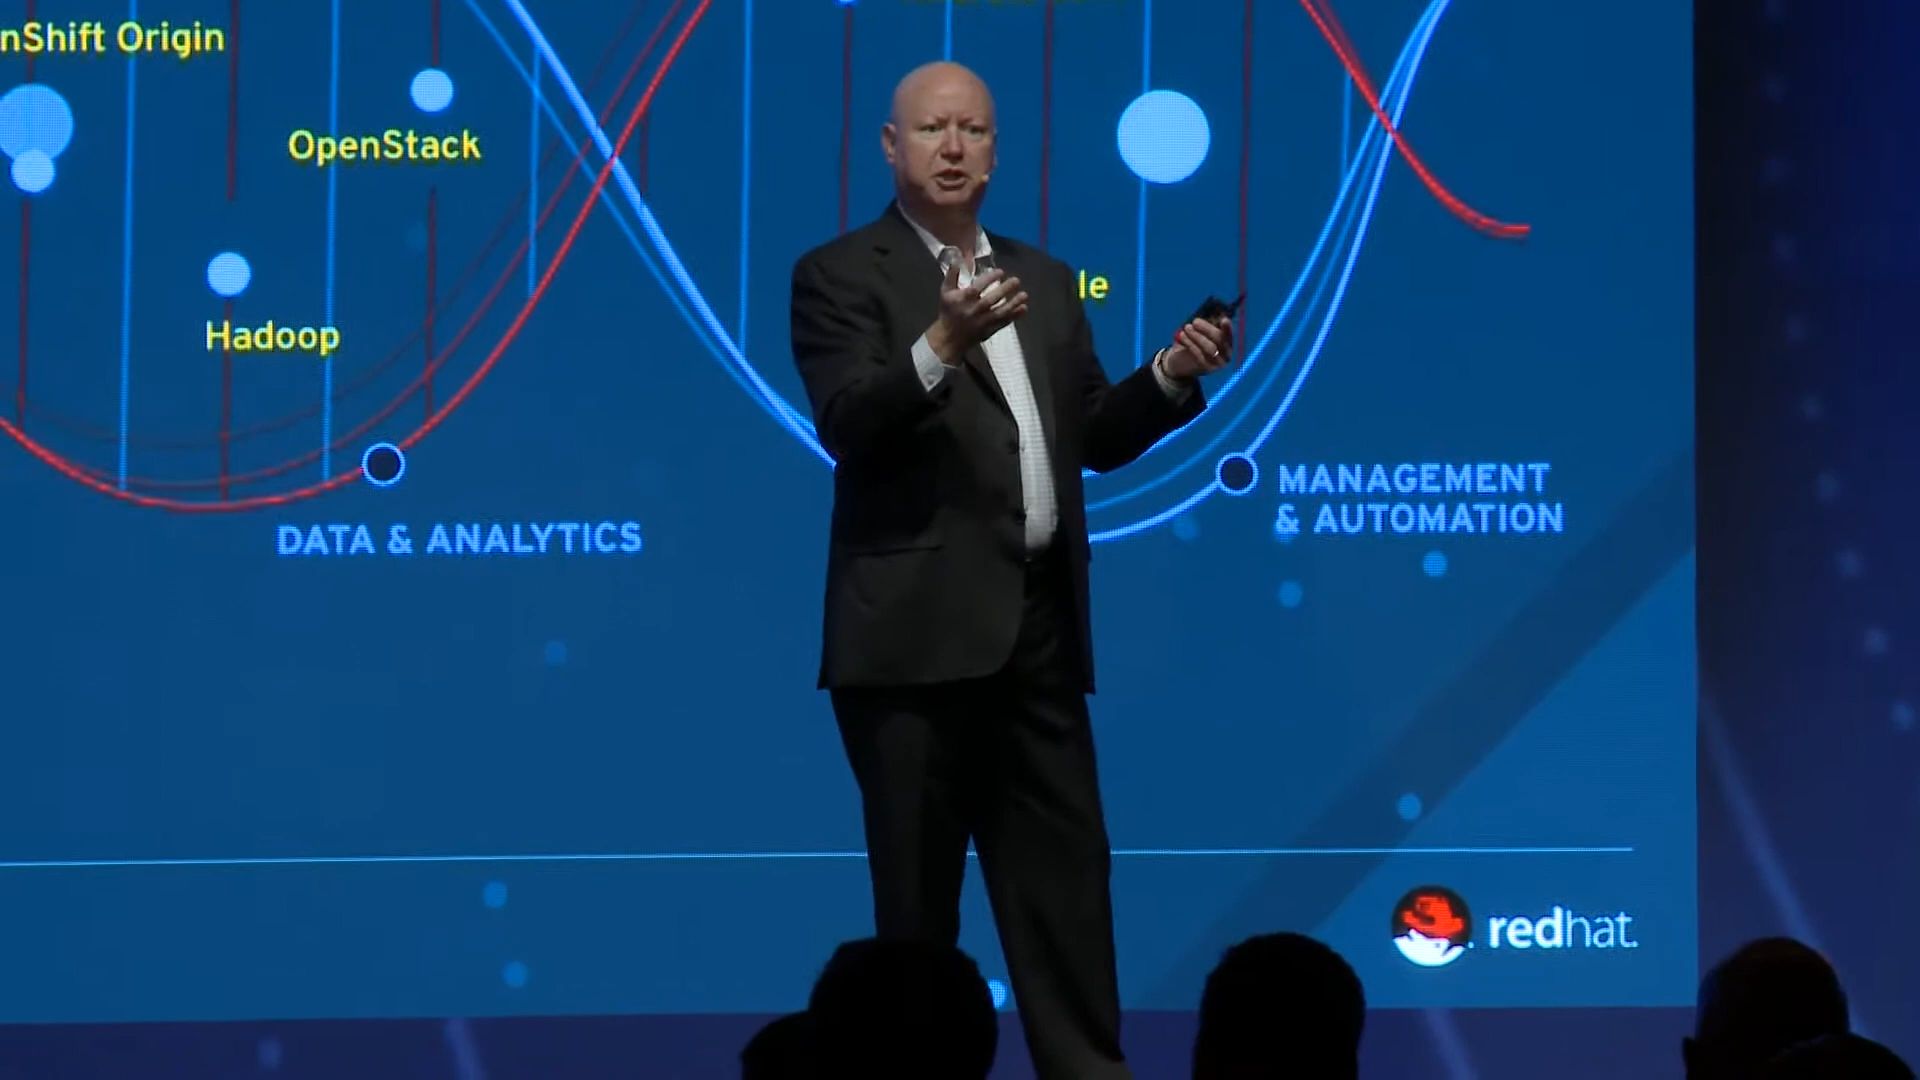 nShift Origin
OpenStack
le
Hadoop
MANAGEMENT
& AUTOMATION
DATA & ANALYTICS
redhat.